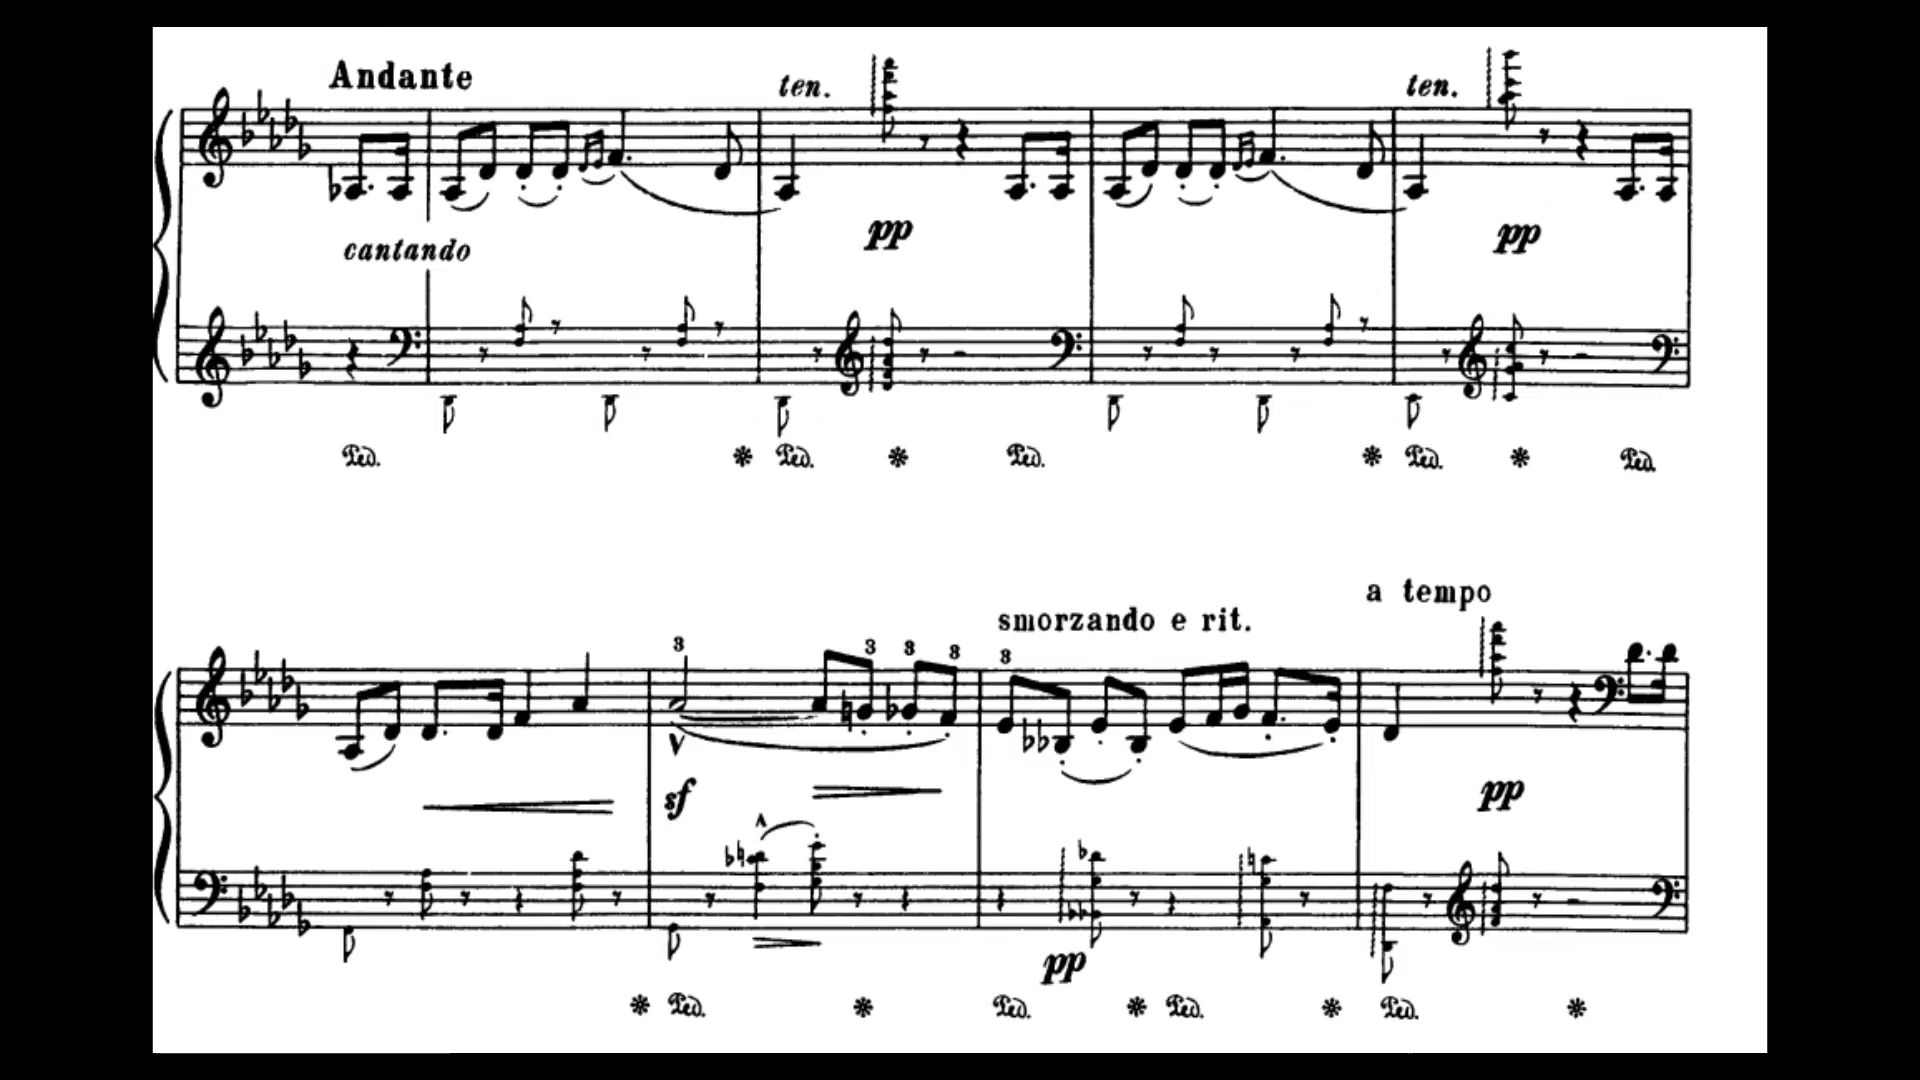 Andante
ten. ten.
pp pp
cantando
Ped. * Ped. * Ped. * Ped. * Ped.
a tempo
smorzando e rit.
3 3 3 3 3
sf pp
pp
* Ped. * Ped. * Ped. * Ped. *